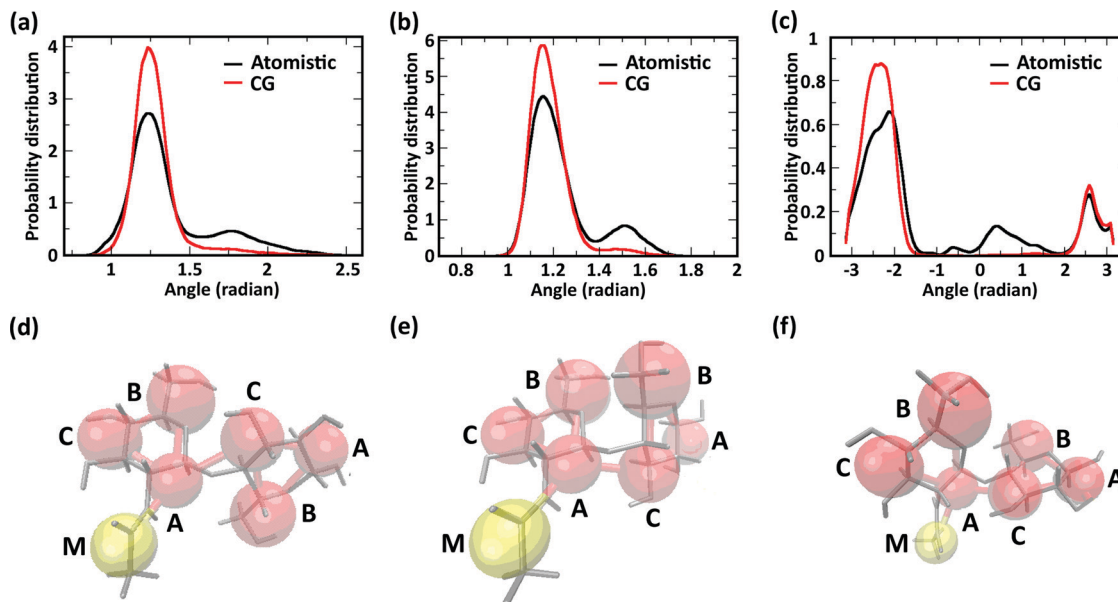 (a) (b) (c)
Probability distribution
4
3
2
1
0
1 1.5 2 2.5
Angle (radian)
Atomistic
CG
Probability distribution
6
5
4
3
2
1
0
0.8 1 1.2 1.4 1.6 1.8 2
Angle (radian)
Atomistic
CG
Probability distribution
1
0.8
0.6
0.4
0.2
0
-3 -2 -1 0 1 2 3
Angle (radian)
Atomistic
CG
(d) (e) (f)
B C
C A
A B
M
B B
C A
A C
M
B B
C A
A C
M